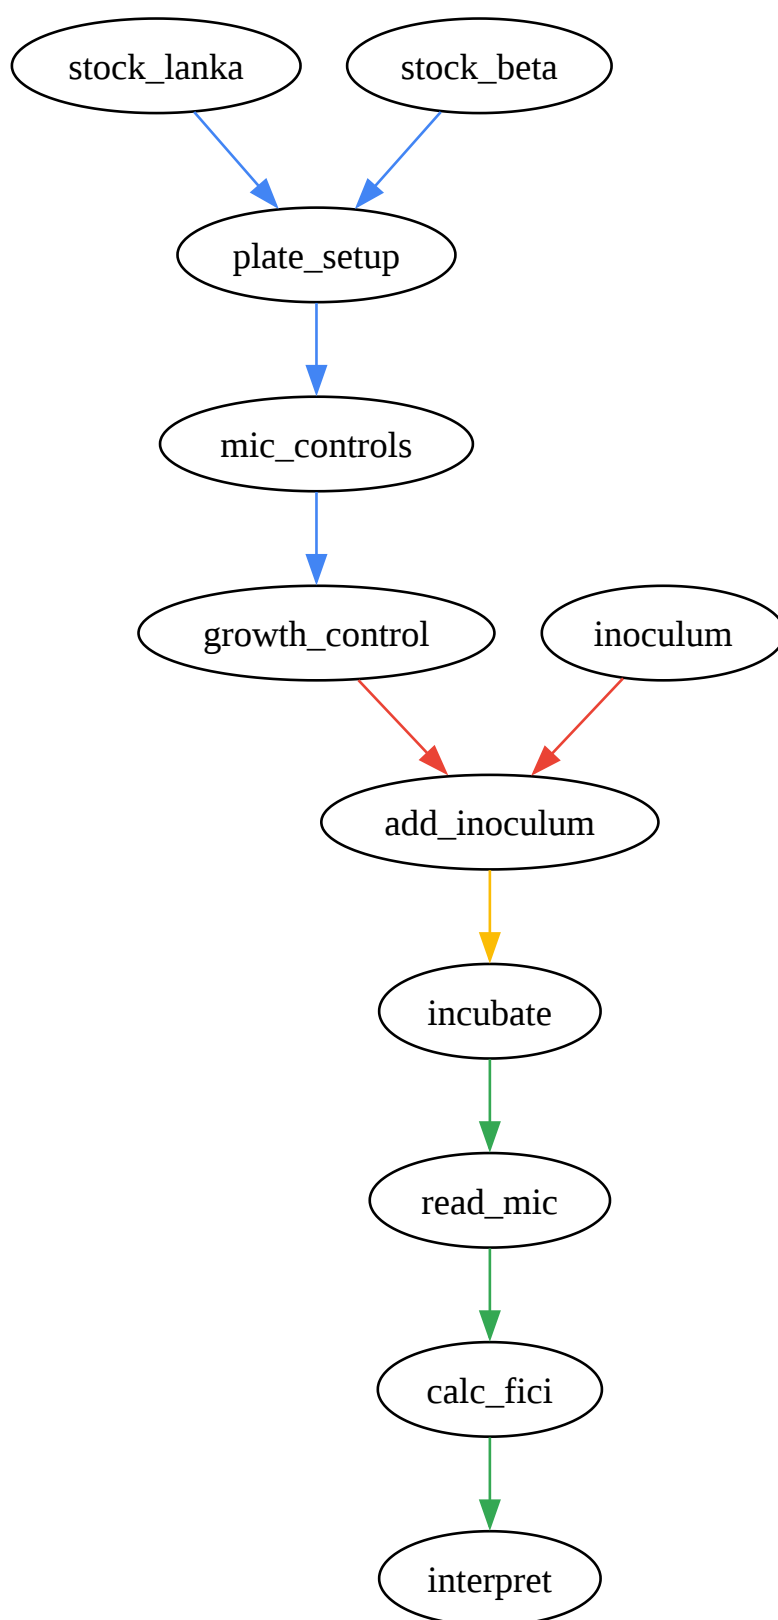 stock_lanka
stock_beta
plate_setup
mic_controls
growth_control
inoculum
add_inoculum
incubate
read_mic
calc_fici
interpret